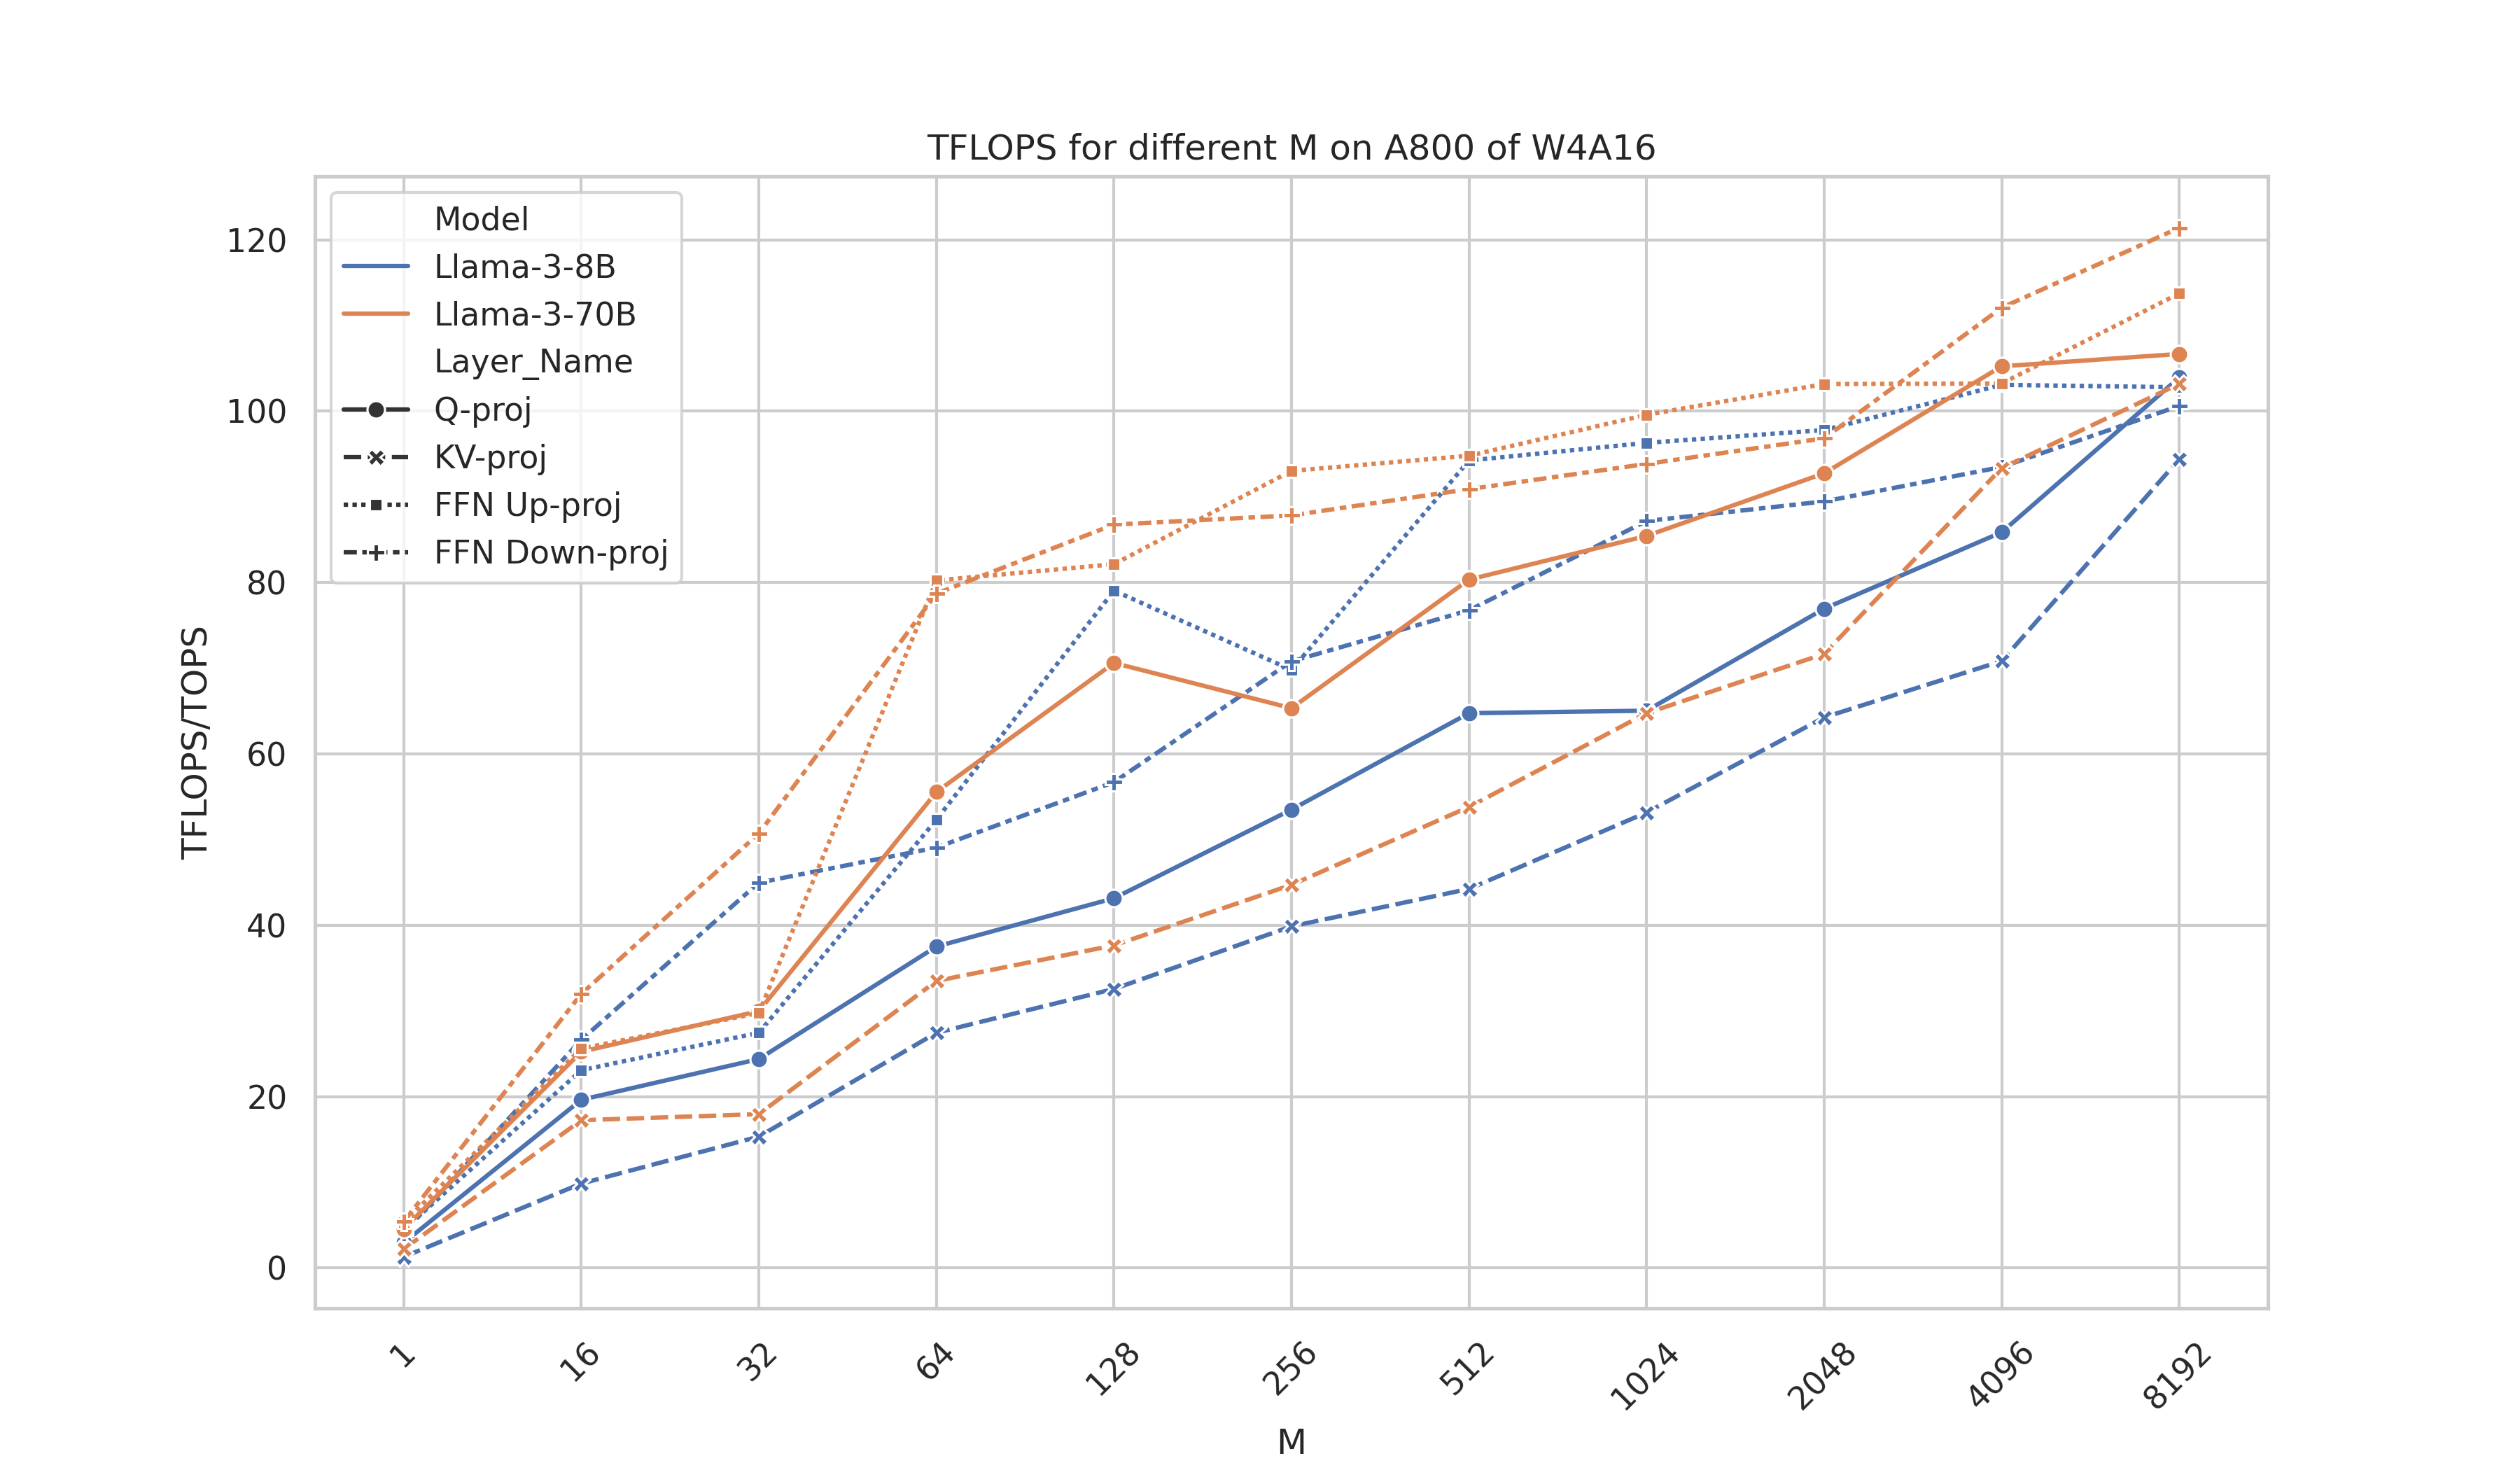 TFLOPS for different M on A800 of W4A16
Model
Llama-3-8B
Llama-3-70B
Layer_Name
Q-proj
KV-proj
FFN Up-proj
FFN Down-proj
TFLOPS/TOPS
120
100
80
60
40
20
0
1 16 32 64 128 256 512 1024 2048 4096 8192
M